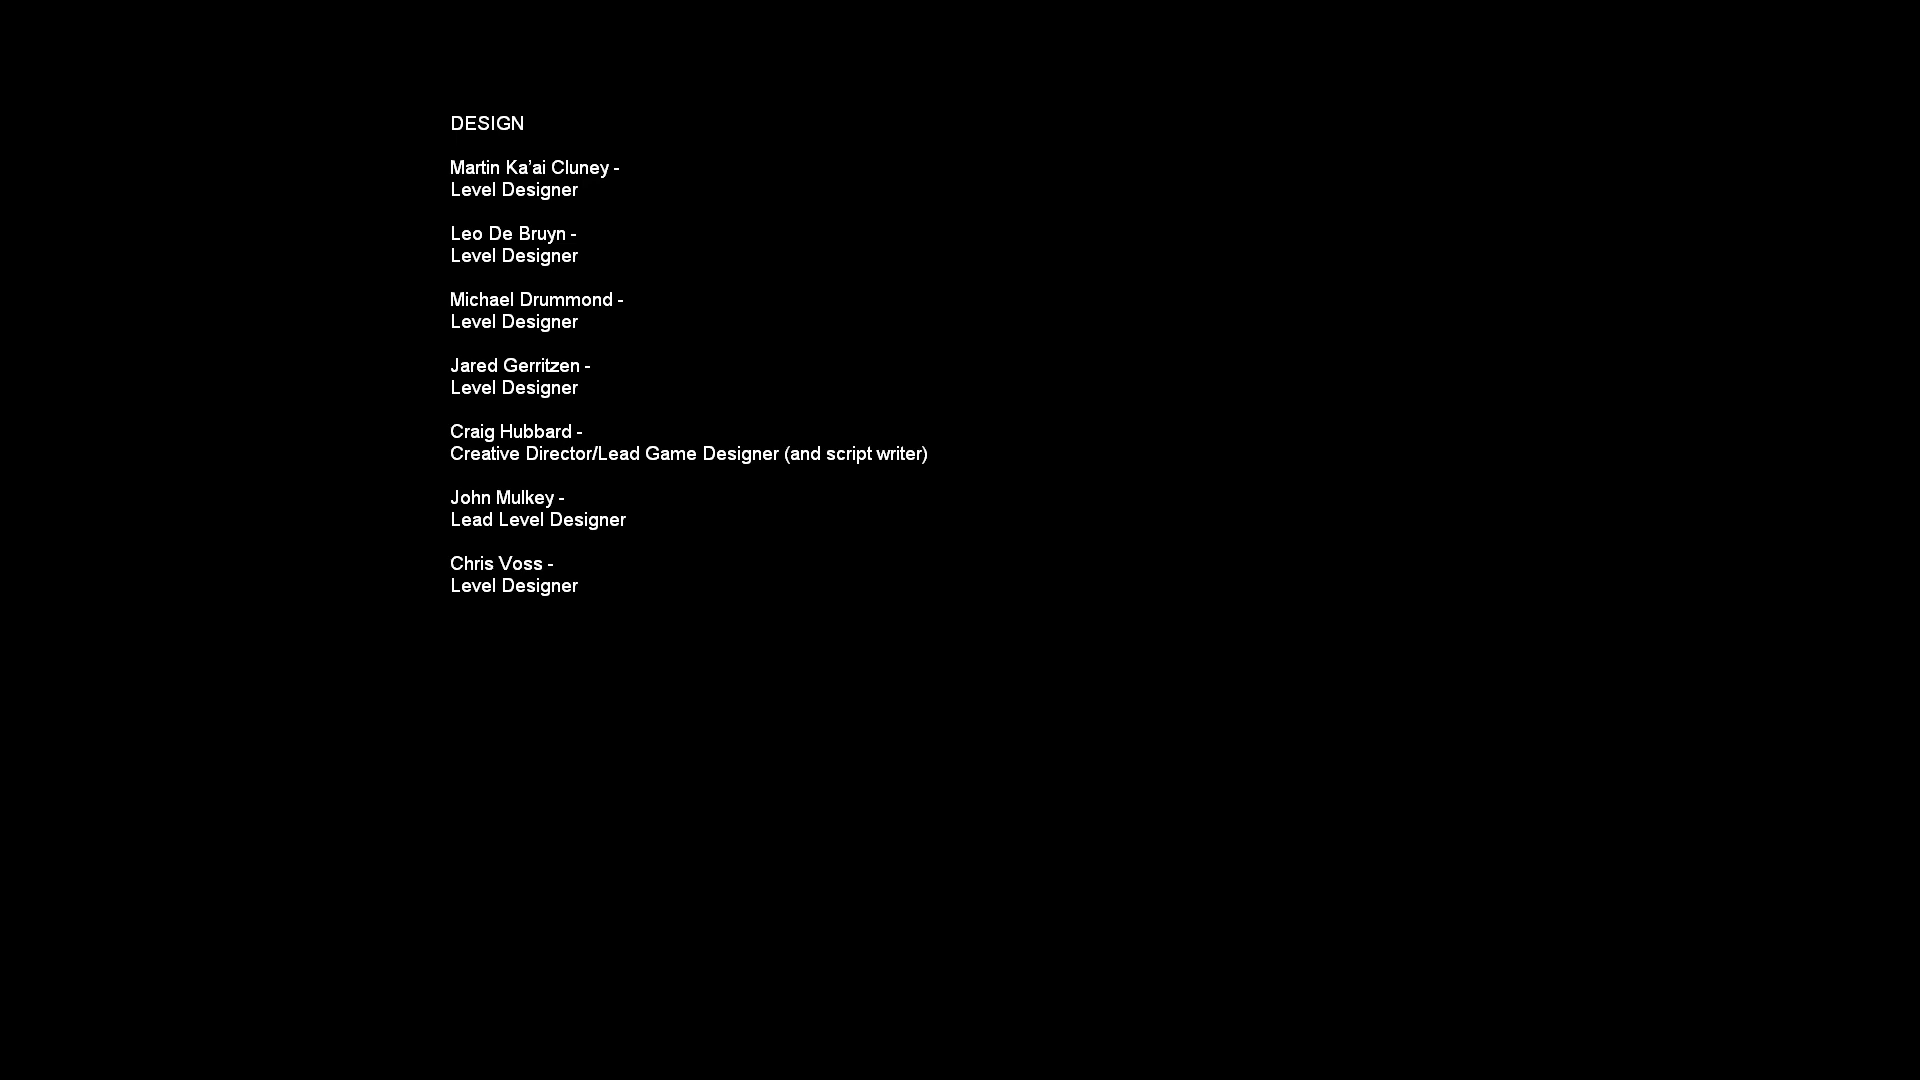 DESIGN
Martin Ka’ai Cluney -
Level Designer
Leo De Bruyn -
Level Designer
Michael Drummond -
Level Designer
Jared Gerritzen -
Level Designer
Craig Hubbard -
Creative Director/Lead Game Designer (and script writer)
John Mulkey -
Lead Level Designer
Chris Voss -
Level Designer